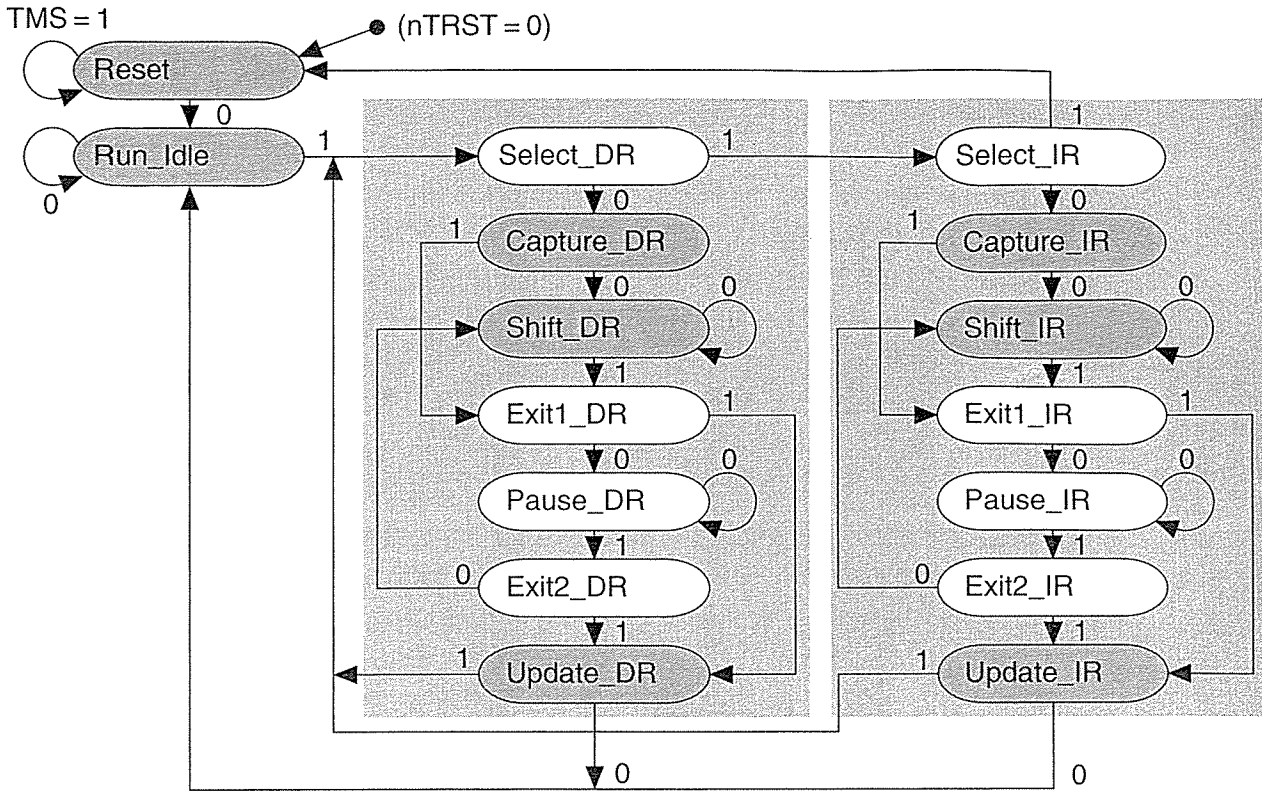 TMS = 1
(nTRST = 0)
Reset
0
1
Run_Idle
1
Select_DR
1
Select_IR
0
0
0
1
Capture_DR
1
Capture_IR
0
0
0
0
Shift_DR
Shift_IR
1
1
Exit1_DR
1
Exit1_IR
1
0
0
0
0
Pause_DR
Pause_IR
1
1
0
Exit2_DR
0
Exit2_IR
1
1
1
Update_DR
1
Update_IR
0
0